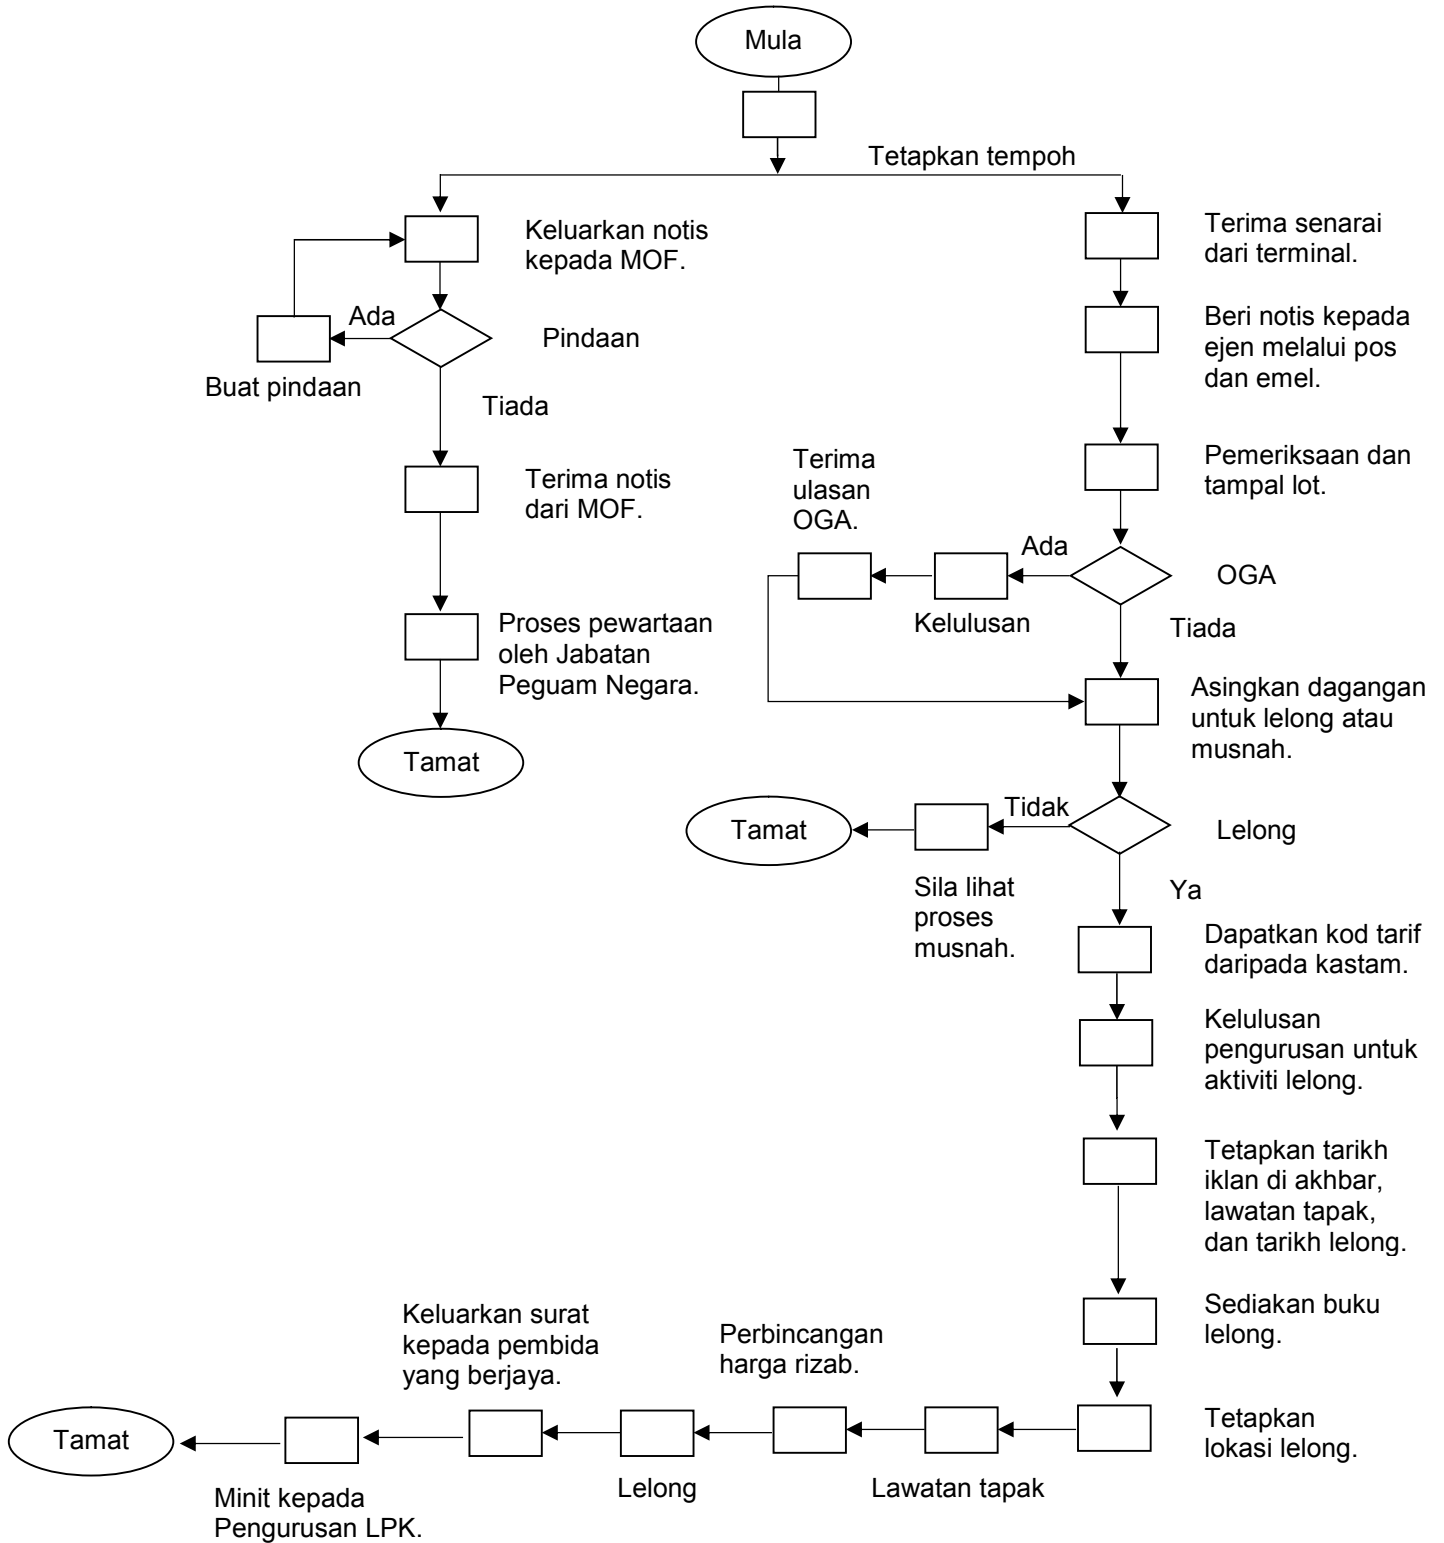 Mula
Tetapkan tempoh
Keluarkan notis
kepada MOF.
Ada
Pindaan
Buat pindaan
Tiada
Terima notis
dari MOF.
Proses pewartaan
oleh Jabatan
Peguam Negara.
Tamat
Terima senarai
dari terminal.
Beri notis kepada
ejen melalui pos
dan emel.
Pemeriksaan dan
tampal lot.
Terima
ulasan
OGA.
Ada
OGA
Kelulusan
Tiada
Asingkan dagangan
untuk lelong atau
musnah.
Tidak
Tamat
Lelong
Sila lihat
proses
musnah.
Ya
Dapatkan kod tarif
daripada kastam.
Kelulusan
pengurusan untuk
aktiviti lelong.
Tetapkan tarikh
iklan di akhbar,
lawatan tapak,
dan tarikh lelong.
Sediakan buku
lelong.
Tetapkan
lokasi lelong.
Lawatan tapak
Perbincangan
harga rizab.
Lelong
Keluarkan surat
kepada pembida
yang berjaya.
Minit kepada
Pengurusan LPK.
Tamat